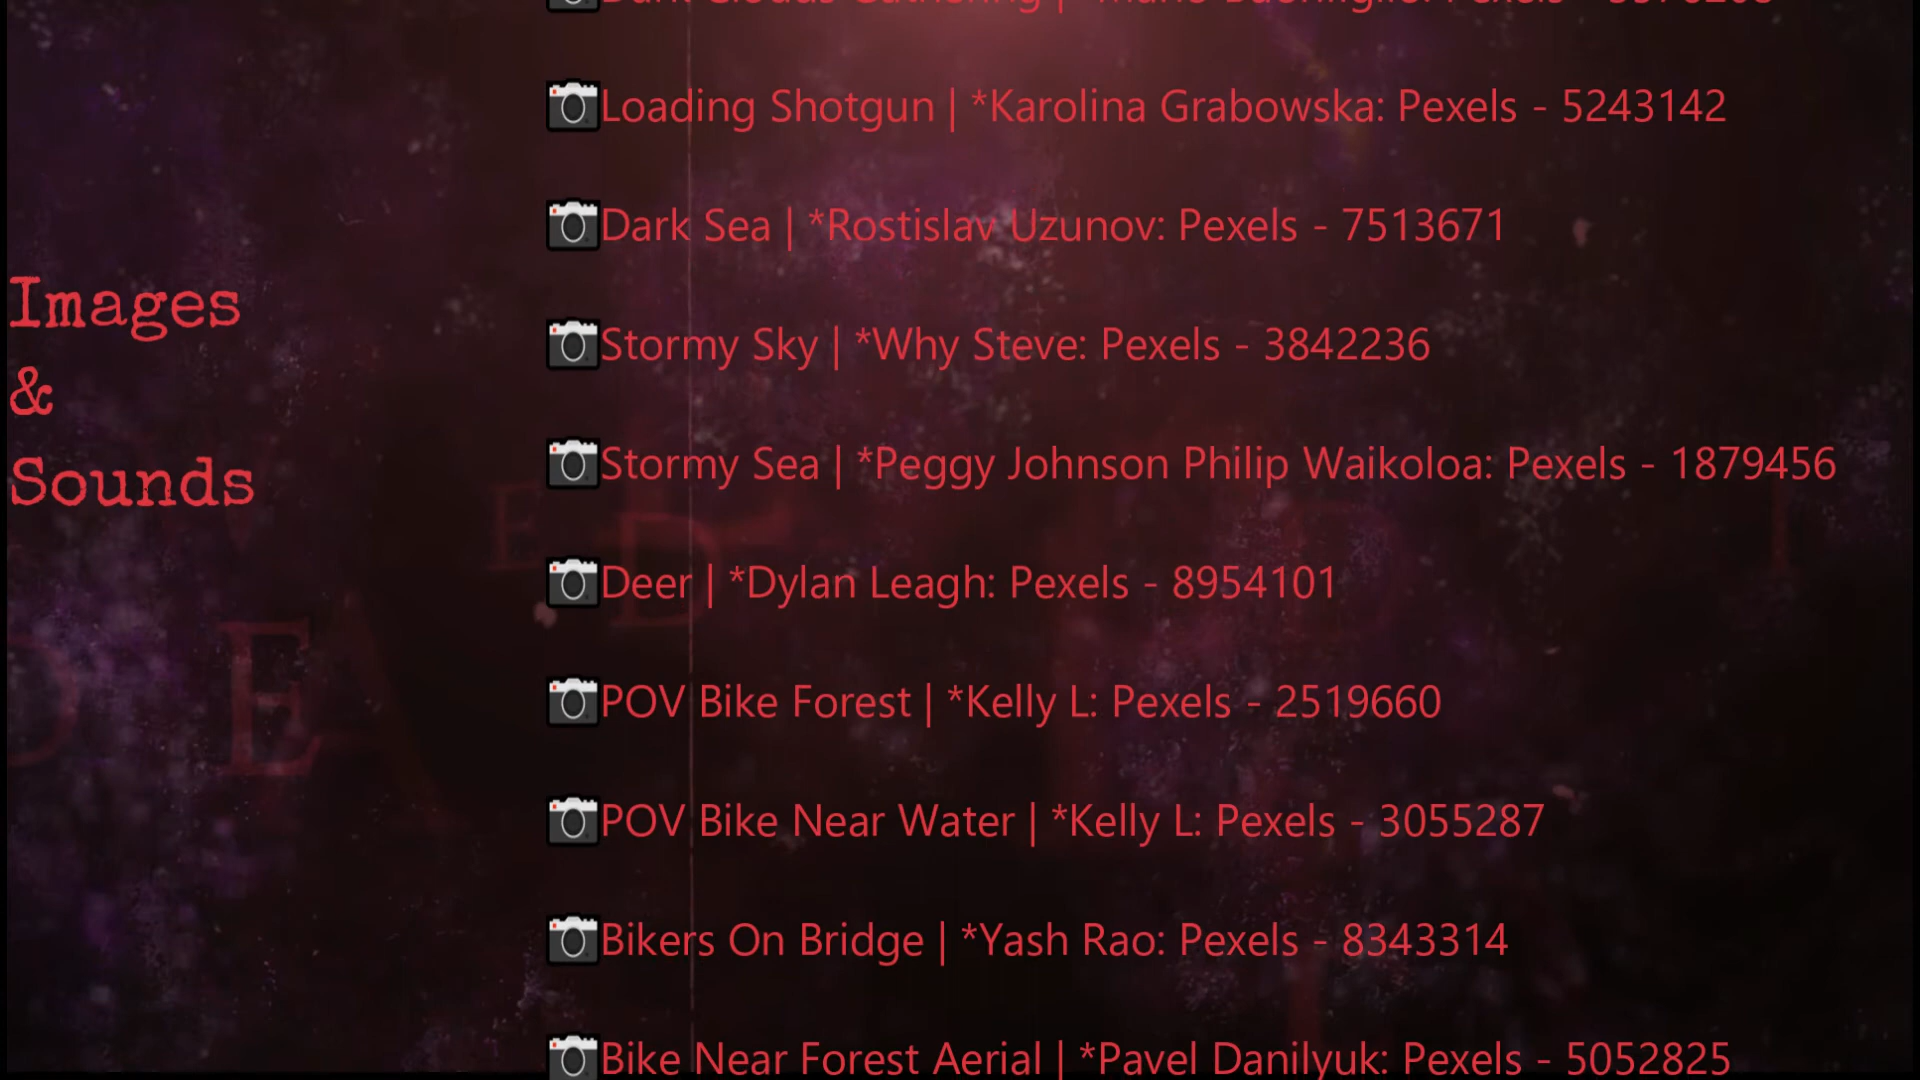 Loading Shotgun | *Karolina Grabowska: Pexels - 5243142
Dark Sea | *Rostislav Uzunov: Pexels - 7513671
Images
Stormy Sky | *Why Steve: Pexels - 3842236
&
Stormy Sea | *Peggy Johnson Philip Waikoloa: Pexels - 1879456
Sounds
Deer | *Dylan Leagh: Pexels - 8954101
POV Bike Forest | *Kelly L: Pexels - 2519660
POV Bike Near Water | *Kelly L: Pexels - 3055287
Bikers On Bridge | *Yash Rao: Pexels - 8343314
Bike Near Forest Aerial | *Pavel Danilyuk: Pexels - 5052825